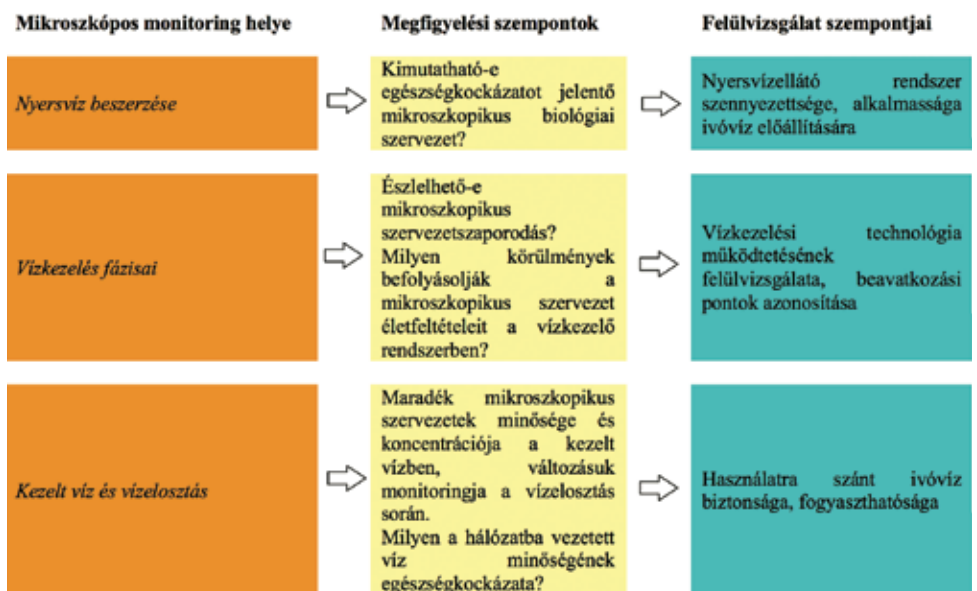 Mikroszkópos monitoring helye
Megfigyelési szempontok
Felülvizsgálat szempontjai
Nyersvíz beszerzése
Kimutatható-e
egészségkockázatot jelentő
mikroszkopikus biológiai
szervezet?
Nyersvízellátó rendszer
szennyezettsége, alkalmassága
ivóvíz előállítására
Vízkezelés fázisai
Észlelhető-e
mikroszkopikus
szervezetszaporodás?
Milyen körülmények
befolyásolják a
mikroszkopikus szervezet
életfeltételeit a vízkezelő
rendszerben?
Vízkezelési technológia
működtetésének
felülvizsgálata, beavatkozási
pontok azonosítása
Kezelt víz és vízelosztás
Maradék mikroszkopikus
szervezetek minősége és
koncentrációja a kezelt
vízben, változásuk
monitoringja a vízelosztás
során.
Milyen a hálózatba vezetett
víz minőségének
egészségkockázata?
Használatra szánt ivóvíz
biztonsága, fogyaszthatósága